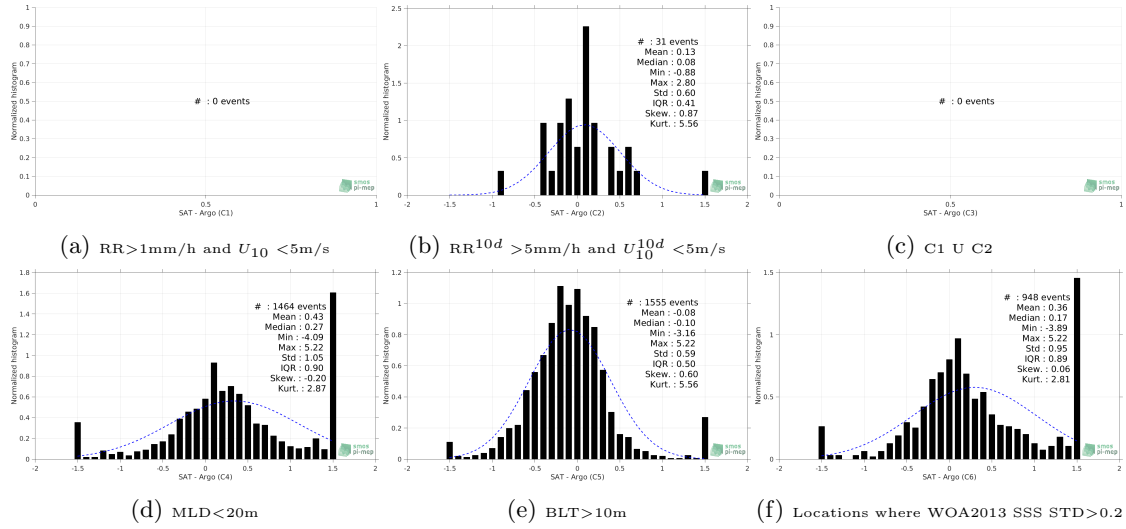 1
0.9
0.8
0.7
0.6
0.5
0.4
0.3
0.2
0.1
0
Normalized histogram
# : 0 events
smos
pi-mep
0 0.5 1
SAT - Argo (C1)
(a) RR>1mm/h and U10 <5m/s
2.5
2
1.5
1
0.5
0
Normalized histogram
# : 31 events
Mean : 0.13
Median : 0.08
Min : -0.88
Max : 2.80
Std : 0.60
IQR : 0.41
Skew. : 0.87
Kurt. : 5.56
smos
pi-mep
-2 -1.5 -1 -0.5 0 0.5 1 1.5 2
SAT - Argo (C2)
(b) RR10d >5mm/h and U10d10 <5m/s
1
0.9
0.8
0.7
0.6
0.5
0.4
0.3
0.2
0.1
0
Normalized histogram
# : 0 events
smos
pi-mep
0 0.5 1
SAT - Argo (C3)
(c) C1 U C2
1.8
1.6
1.4
1.2
1
0.8
0.6
0.4
0.2
0
Normalized histogram
# : 1464 events
Mean : 0.43
Median : 0.27
Min : -4.09
Max : 5.22
Std : 1.05
IQR : 0.90
Skew. : -0.20
Kurt. : 2.87
smos
pi-mep
-2 -1.5 -1 -0.5 0 0.5 1 1.5 2
SAT - Argo (C4)
(d) MLD<20m
1.2
1
0.8
0.6
0.4
0.2
0
Normalized histogram
# : 1555 events
Mean : -0.08
Median : -0.10
Min : -3.16
Max : 5.22
Std : 0.59
IQR : 0.50
Skew. : 0.60
Kurt. : 5.56
smos
pi-mep
-2 -1.5 -1 -0.5 0 0.5 1 1.5 2
SAT - Argo (C5)
(e) BLT>10m
1.5
1
0.5
0
Normalized histogram
# : 948 events
Mean : 0.36
Median : 0.17
Min : -3.89
Max : 5.22
Std : 0.95
IQR : 0.89
Skew. : 0.06
Kurt. : 2.81
smos
pi-mep
-2 -1.5 -1 -0.5 0 0.5 1 1.5 2
SAT - Argo (C6)
(f) Locations where WOA2013 SSS STD>0.2